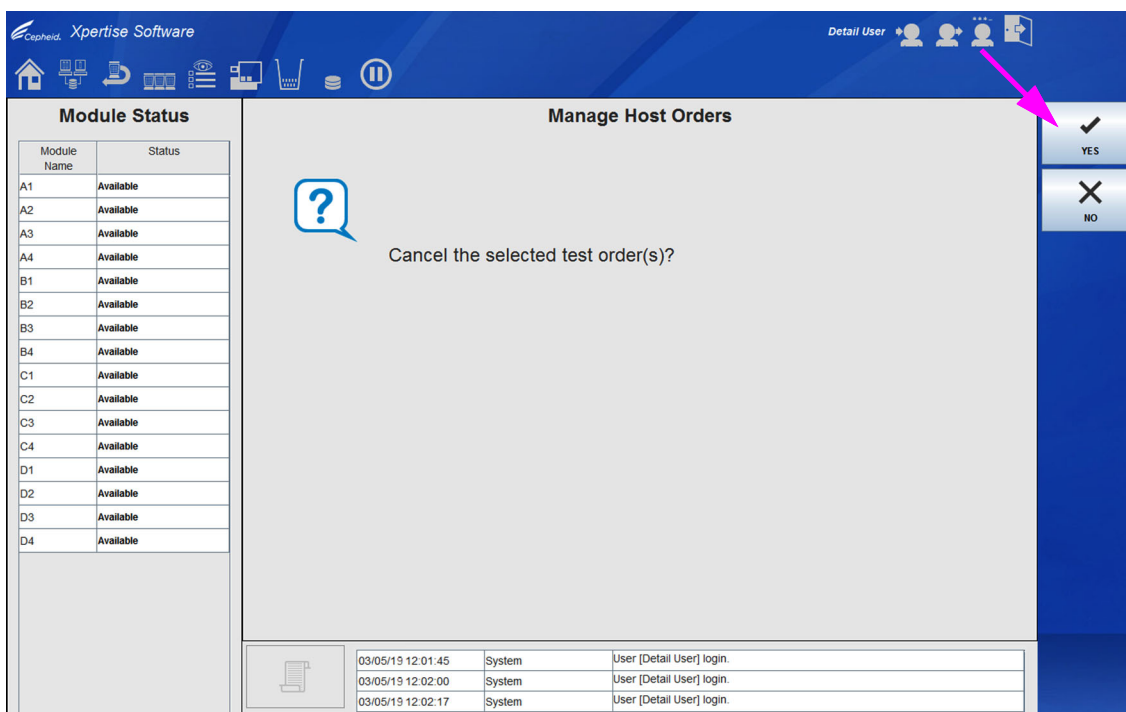 Cepheid. Xpertise Software
Detail User
Module Status
Manage Host Orders
YES
NO
Module Name Status
A1 Available
A2 Available
A3 Available
A4 Available
B1 Available
B2 Available
B3 Available
B4 Available
C1 Available
C2 Available
C3 Available
C4 Available
D1 Available
D2 Available
D3 Available
D4 Available
?
Cancel the selected test order(s)?
03/05/19 12:01:45 System User [Detail User] login.
03/05/19 12:02:00 System User [Detail User] login.
03/05/19 12:02:17 System User [Detail User] login.